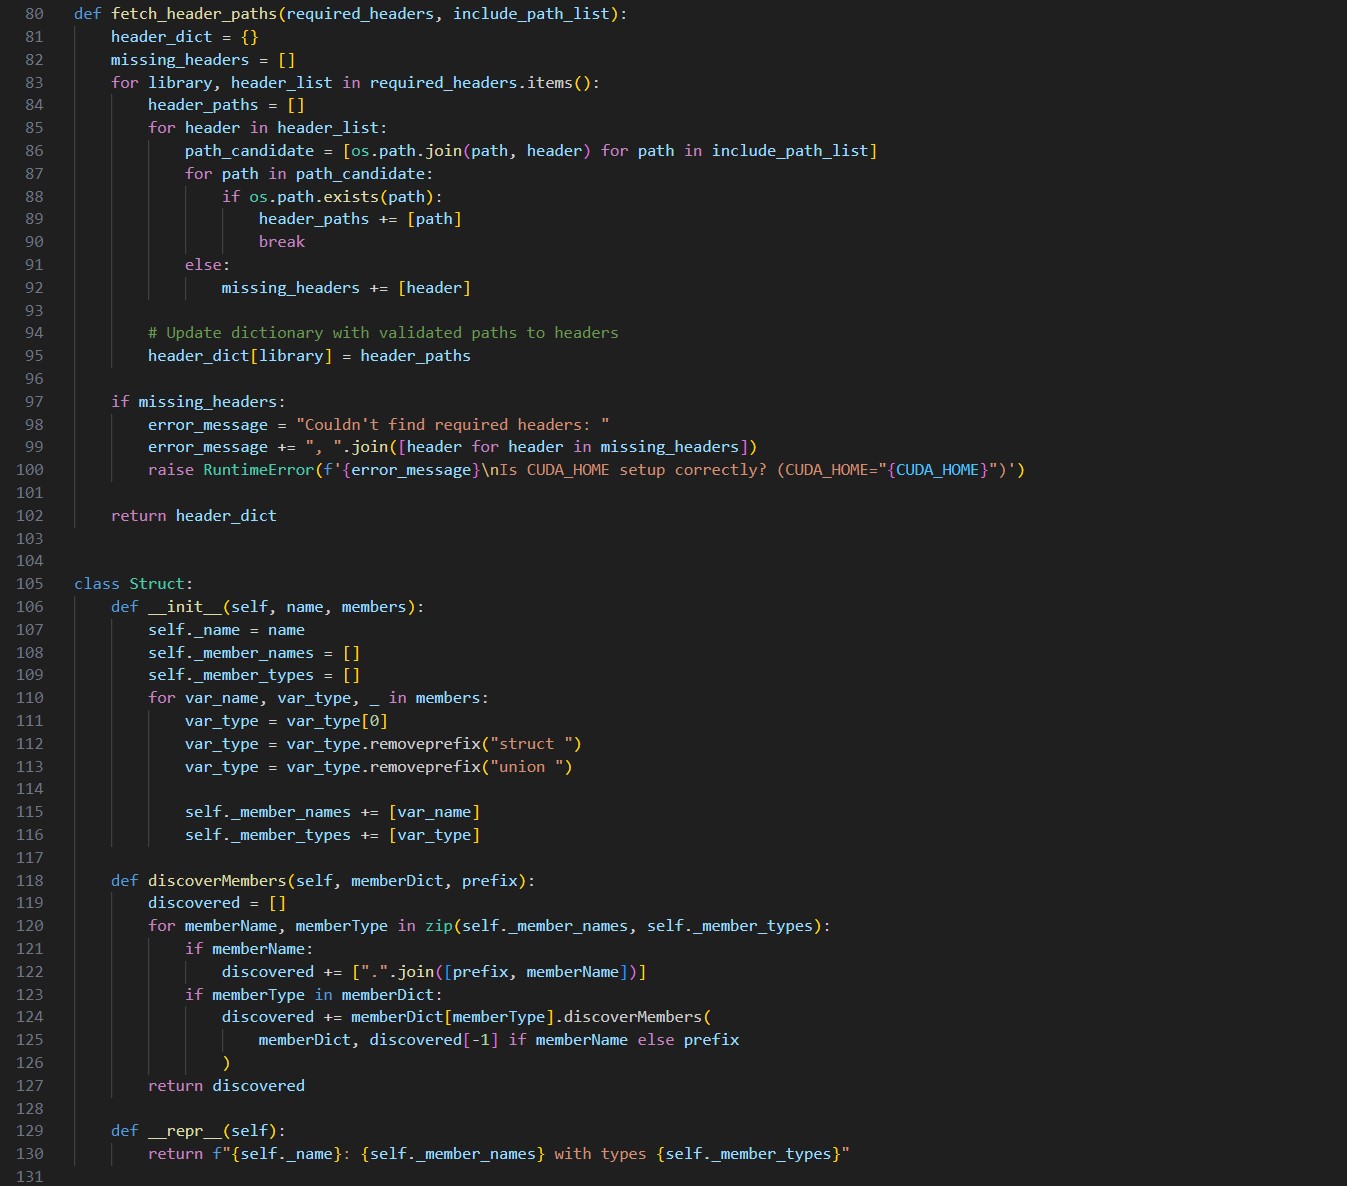 80 def fetch_header_paths(required_headers, include_path_list):
81     header_dict = {}
82     missing_headers = []
83     for library, header_list in required_headers.items():
84         header_paths = []
85         for header in header_list:
86             path_candidate = [os.path.join(path, header) for path in include_path_list]
87             for path in path_candidate:
88                 if os.path.exists(path):
89                     header_paths += [path]
90                     break
91             else:
92                 missing_headers += [header]
93
94         # Update dictionary with validated paths to headers
95         header_dict[library] = header_paths
96
97     if missing_headers:
98         error_message = "Couldn't find required headers: "
99         error_message += ", ".join([header for header in missing_headers])
100         raise RuntimeError(f'{error_message}\nIs CUDA_HOME setup correctly? (CUDA_HOME="{CUDA_HOME}")')
101
102     return header_dict
103
104
105 class Struct:
106     def __init__(self, name, members):
107         self._name = name
108         self._member_names = []
109         self._member_types = []
110         for var_name, var_type, _ in members:
111             var_type = var_type[0]
112             var_type = var_type.removeprefix("struct ")
113             var_type = var_type.removeprefix("union ")
114
115             self._member_names += [var_name]
116             self._member_types += [var_type]
117
118     def discoverMembers(self, memberDict, prefix):
119         discovered = []
120         for memberName, memberType in zip(self._member_names, self._member_types):
121             if memberName:
122                 discovered += [".".join([prefix, memberName])]
123             if memberType in memberDict:
124                 discovered += memberDict[memberType].discoverMembers(
125                     memberDict, discovered[-1] if memberName else prefix
126                 )
127         return discovered
128
129     def __repr__(self):
130         return f"{self._name}: {self._member_names} with types {self._member_types}"
131